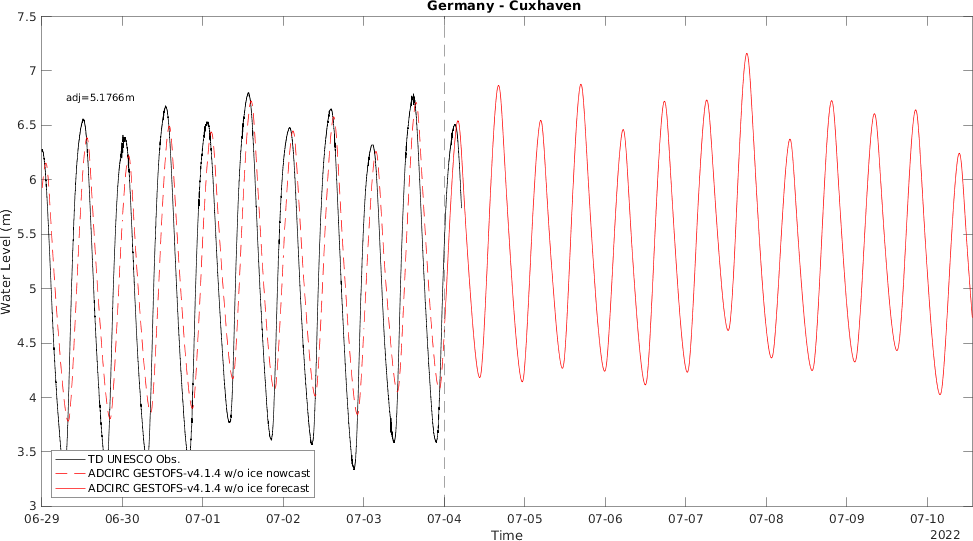 Germany - Cuxhaven
7.5
7
6.5
6
5.5
5
4.5
4
3.5
3
Water Level (m)
adj=5.1766m
TD UNESCO Obs.
ADCIRC GESTOFS-v4.1.4 w/o ice nowcast
ADCIRC GESTOFS-v4.1.4 w/o ice forecast
06-29 06-30 07-01 07-02 07-03 07-04 07-05 07-06 07-07 07-08 07-09 07-10
Time
2022